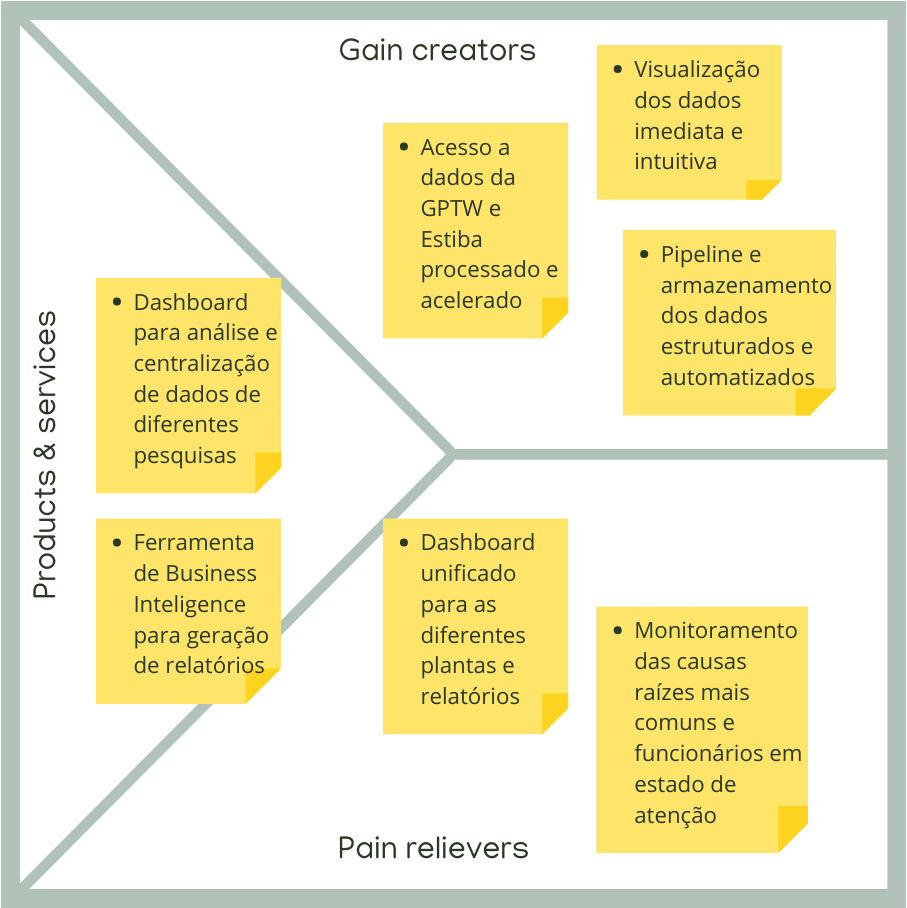 Gain creators
• Visualização
dos dados
imediata e
intuitiva
• Acesso a
dados da
GPTW e
Estiba
processado e
acelerado
• Pipeline e
armazenamento
dos dados
estruturados e
automatizados
Products & services
• Dashboard
para análise e
centralização
de dados de
diferentes
pesquisas
• Ferramenta
de Business
Inteligence
para geração
de relatórios
• Dashboard
unificado
para as
diferentes
plantas e
relatórios
• Monitoramento
das causas
raízes mais
comuns e
funcionários em
estado de
atenção
Pain relievers